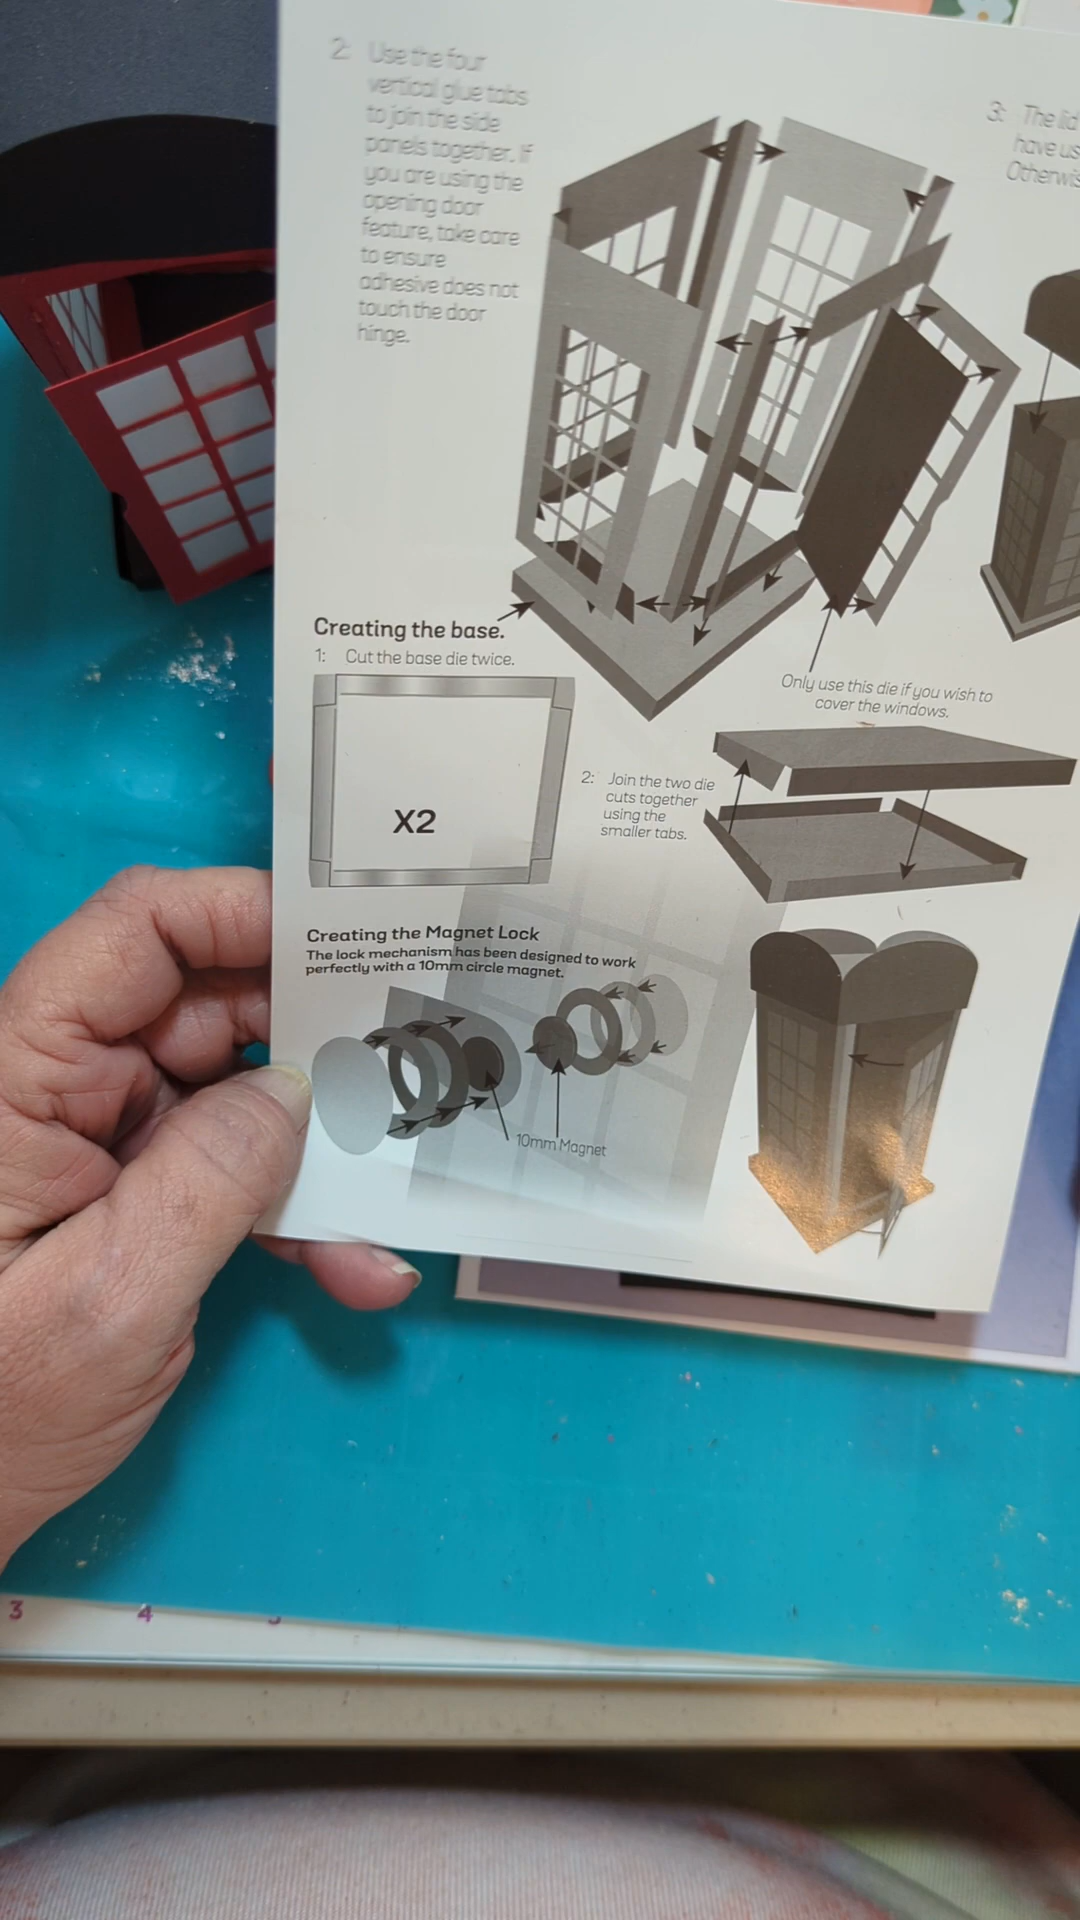 2: Use the four
vertical glue tabs
to join the side
panels together. If
you are using the
opening door
feature, take care
to ensure
adhesive does not
touch the door
hinge.
3: The lid
have us
Otherwis
Creating the base.
1: Cut the base die twice.
X2
Only use this die if you wish to
cover the windows.
2: Join the two die
cuts together
using the
smaller tabs.
Creating the Magnet Lock
The lock mechanism has been designed to work
perfectly with a 10mm circle magnet.
10mm Magnet
3 4